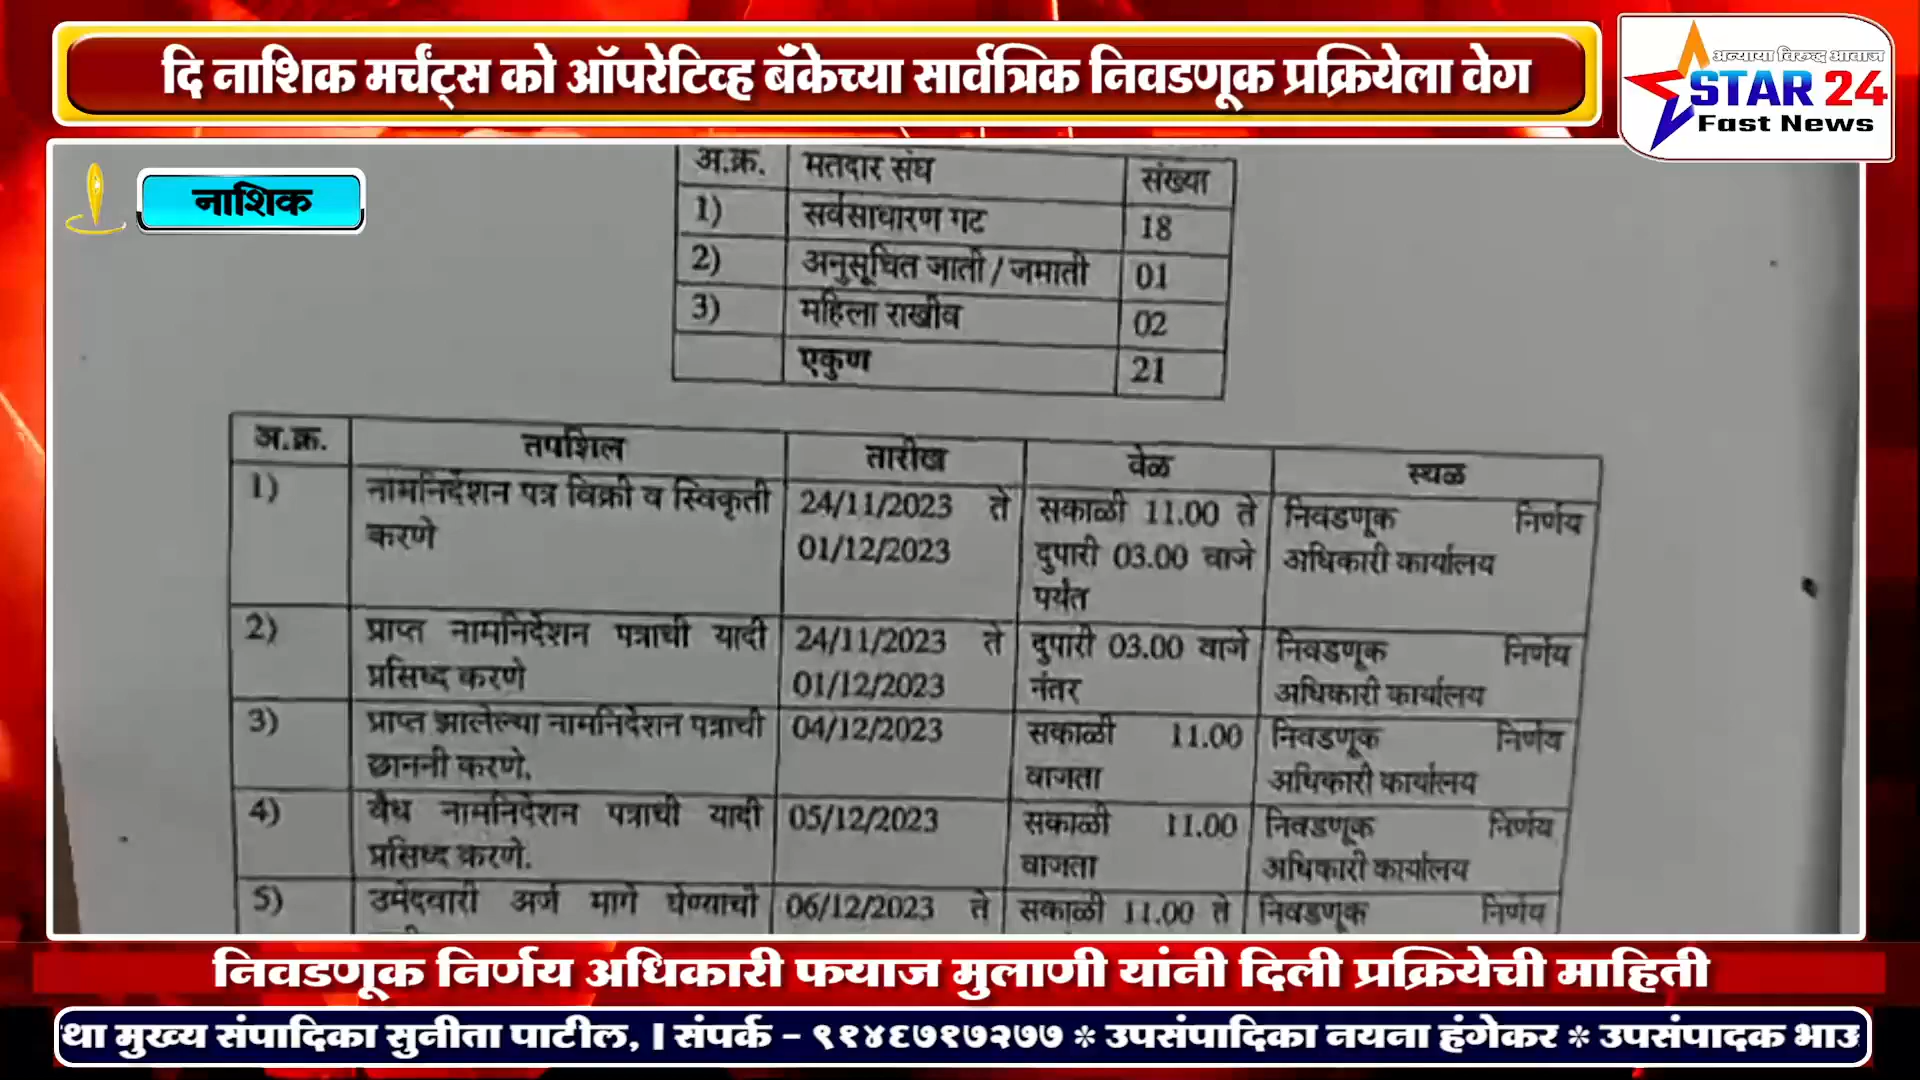 दि नाशिक मर्चंट्स को ऑपरेटिव्ह बँकेच्या सार्वत्रिक निवडणूक प्रक्रियेला वेग
अन्याया विरुद्ध आवाज
STAR 24
Fast News
नाशिक
अ.क्र. मतदार संघ संख्या
1) सर्वसाधारण गट 18
2) अनुसूचित जाती / जमाती 01
3) महिला राखीव 02
एकुण 21
अ.क्र. तपशिल तारीख वेळ स्थळ
1) नामनिर्देशन पत्र विक्री व स्विकृती 24/11/2023 ते सकाळी 11.00 ते निवडणूक निर्णय
करणे 01/12/2023 दुपारी 03.00 वाजे अधिकारी कार्यालय
पर्यंत
2) प्राप्त नामनिर्देशन पत्राची यादी 24/11/2023 ते दुपारी 03.00 वाजे निवडणूक निर्णय
प्रसिध्द करणे 01/12/2023 नंतर अधिकारी कार्यालय
3) प्राप्त झालेल्या नामनिर्देशन पत्राची 04/12/2023 सकाळी 11.00 निवडणूक निर्णय
छाननी करणे. वाजता अधिकारी कार्यालय
4) वैध नामनिर्देशन पत्राची यादी 05/12/2023 सकाळी 11.00 निवडणूक निर्णय
प्रसिध्द करणे. वाजता अधिकारी कार्यालय
5) उमेदवारी अर्ज मागे घेण्याची 06/12/2023 ते सकाळी 11.00 ते निवडणूक निर्णय
निवडणूक निर्णय अधिकारी फयाज मुलाणी यांनी दिली प्रक्रियेची माहिती
था मुख्य संपादिका सुनीता पाटील, । संपर्क - ९१४६७१७२७७ * उपसंपादिका नयना हंगेकर * उपसंपादक भाऊ